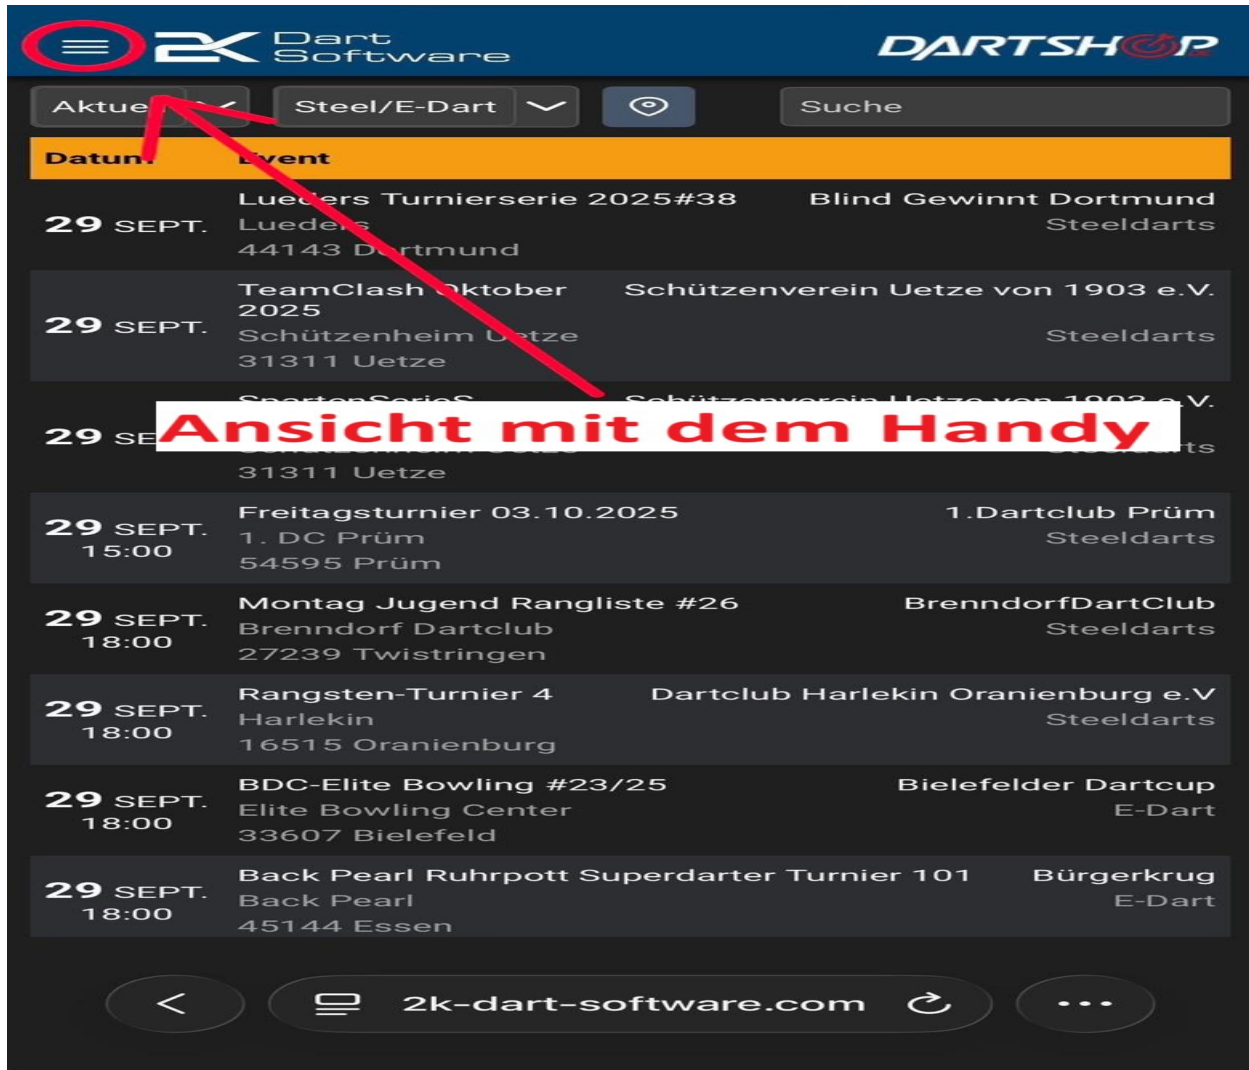 2K Dart Software
DARTSHOP
Aktuell
Steel/E-Dart
Suche
Datum
Event
29 SEPT.
Lueders Turnierserie 2025#38
Blind Gewinnt Dortmund
Lueders
Steeldarts
44143 Dortmund
29 SEPT.
TeamClash Oktober 2025
Schützenverein Uetze von 1903 e.V.
Schützenheim Uetze
Steeldarts
31311 Uetze
Schützenverein Uetze von 1903 e.V.
Ansicht mit dem Handy
29
31311 Uetze
29 SEPT.
15:00
Freitagsturnier 03.10.2025
1.Dartclub Prüm
1. DC Prüm
Steeldarts
54595 Prüm
29 SEPT.
18:00
Montag Jugend Rangliste #26
BrenndorfDartClub
Brenndorf Dartclub
Steeldarts
27239 Twistringen
29 SEPT.
18:00
Rangsten-Turnier 4
Dartclub Harlekin Oranienburg e.V
Harlekin
Steeldarts
16515 Oranienburg
29 SEPT.
18:00
BDC-Elite Bowling #23/25
Bielefelder Dartcup
Elite Bowling Center
E-Dart
33607 Bielefeld
29 SEPT.
18:00
Back Pearl Ruhrpott Superdarter Turnier 101
Bürgerkrug
Back Pearl
E-Dart
45144 Essen
2k-dart-software.com